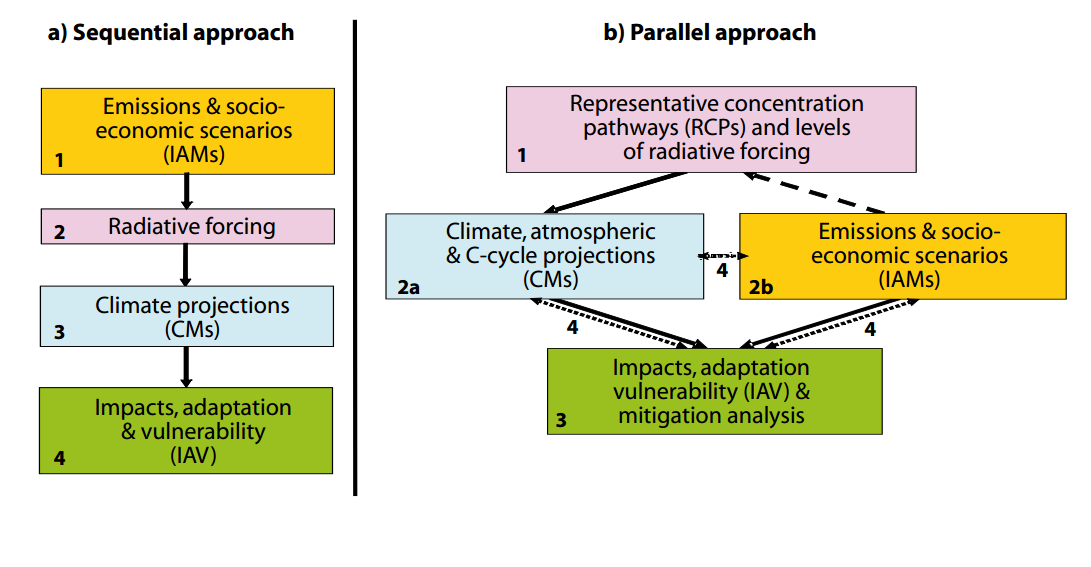 a) Sequential approach
Emissions & socio-
economic scenarios
(IAMs)
1
2
Radiative forcing
Climate projections
(CMs)
3
Impacts, adaptation
& vulnerability
(IAV)
4
b) Parallel approach
Representative concentration
pathways (RCPs) and levels
of radiative forcing
1
Climate, atmospheric
& C-cycle projections
(CMs)
2a
4
Emissions & socio-
economic scenarios
(IAMs)
2b
4
4
Impacts, adaptation
vulnerability (IAV) &
mitigation analysis
3